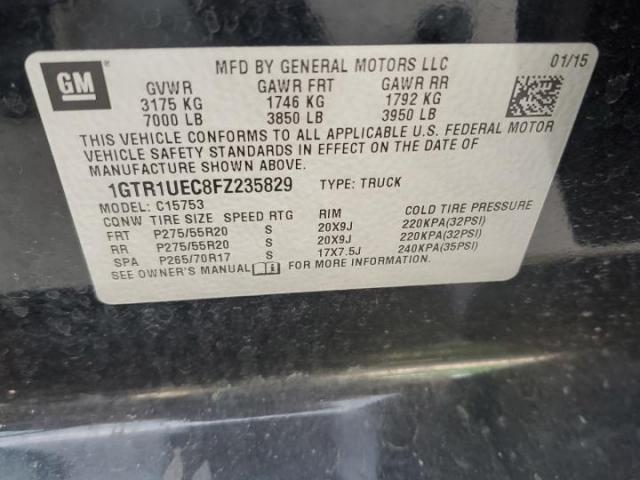 GM
MFD BY GENERAL MOTORS LLC 01/15
GVWR GAWR FRT GAWR RR
3175 KG 1746 KG 1792 KG
7000 LB 3850 LB 3950 LB
THIS VEHICLE CONFORMS TO ALL APPLICABLE U.S. FEDERAL MOTOR
VEHICLE SAFETY STANDARDS IN EFFECT ON THE DATE OF
MANUFACTURE SHOWN ABOVE.
1GTR1UEC8FZ235829 TYPE: TRUCK
MODEL: C15753
CQNW TIRE SIZE SPEED RTG RIM COLD TIRE PRESSURE
FRT P275/55R20 S 20X9J 220KPA(32PSI)
RR P275/55R20 S 20X9J 220KPA(32PSI)
SPA P265/70R17 S 17X7.5J 240KPA(35PSI)
SEE OWNER'S MANUAL FOR MORE INFORMATION.